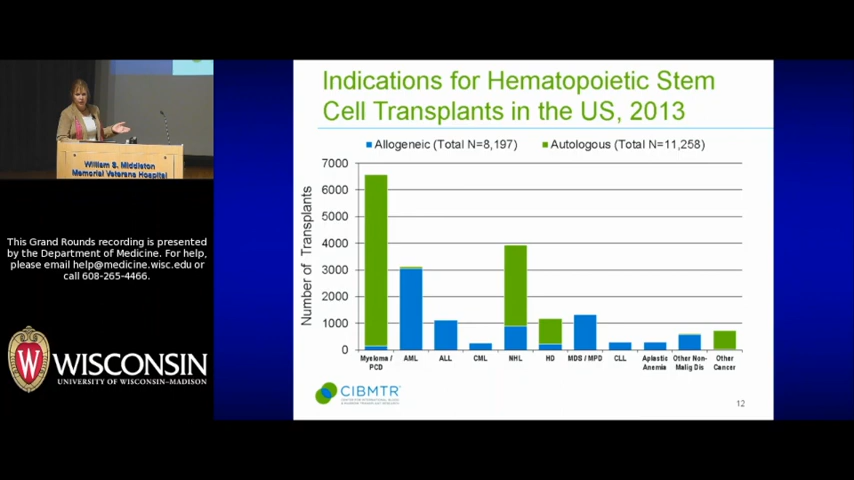 Indications for Hematopoietic Stem
Cell Transplants in the US, 2013
Allogeneic (Total N=8,197)
Autologous (Total N=11,258)
Number of Transplants
7000
6000
5000
4000
3000
2000
1000
0
Myeloma / PCD
AML
ALL
CML
NHL
HD
MDS / MPD
CLL
Aplastic Anemia
Other Non-Malig Dis
Other Cancer
CIBMTR
12
William S. Middleton
Memorial Veterans Hospital
This Grand Rounds recording is presented
by the Department of Medicine. For help,
please email help@medicine.wisc.edu or
call 608-265-4466.
W
WISCONSIN
UNIVERSITY OF WISCONSIN-MADISON